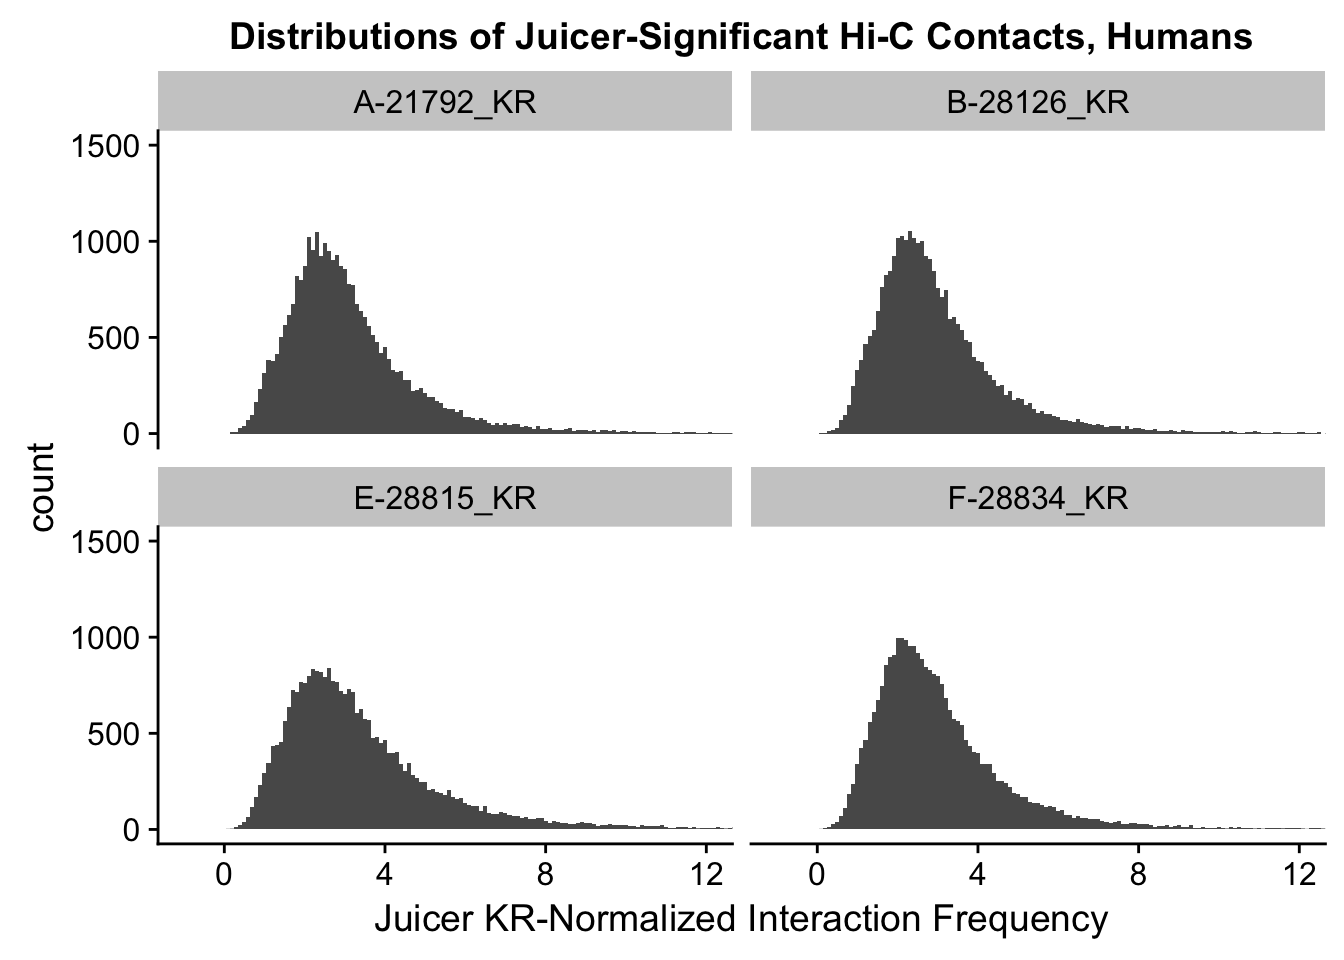 Distributions of Juicer-Significant Hi-C Contacts, Humans
A-21792_KR
B-28126_KR
1500
1000
500
0
count
E-28815_KR
F-28834_KR
1500
1000
500
0
0 4 8 12
0 4 8 12
Juicer KR-Normalized Interaction Frequency